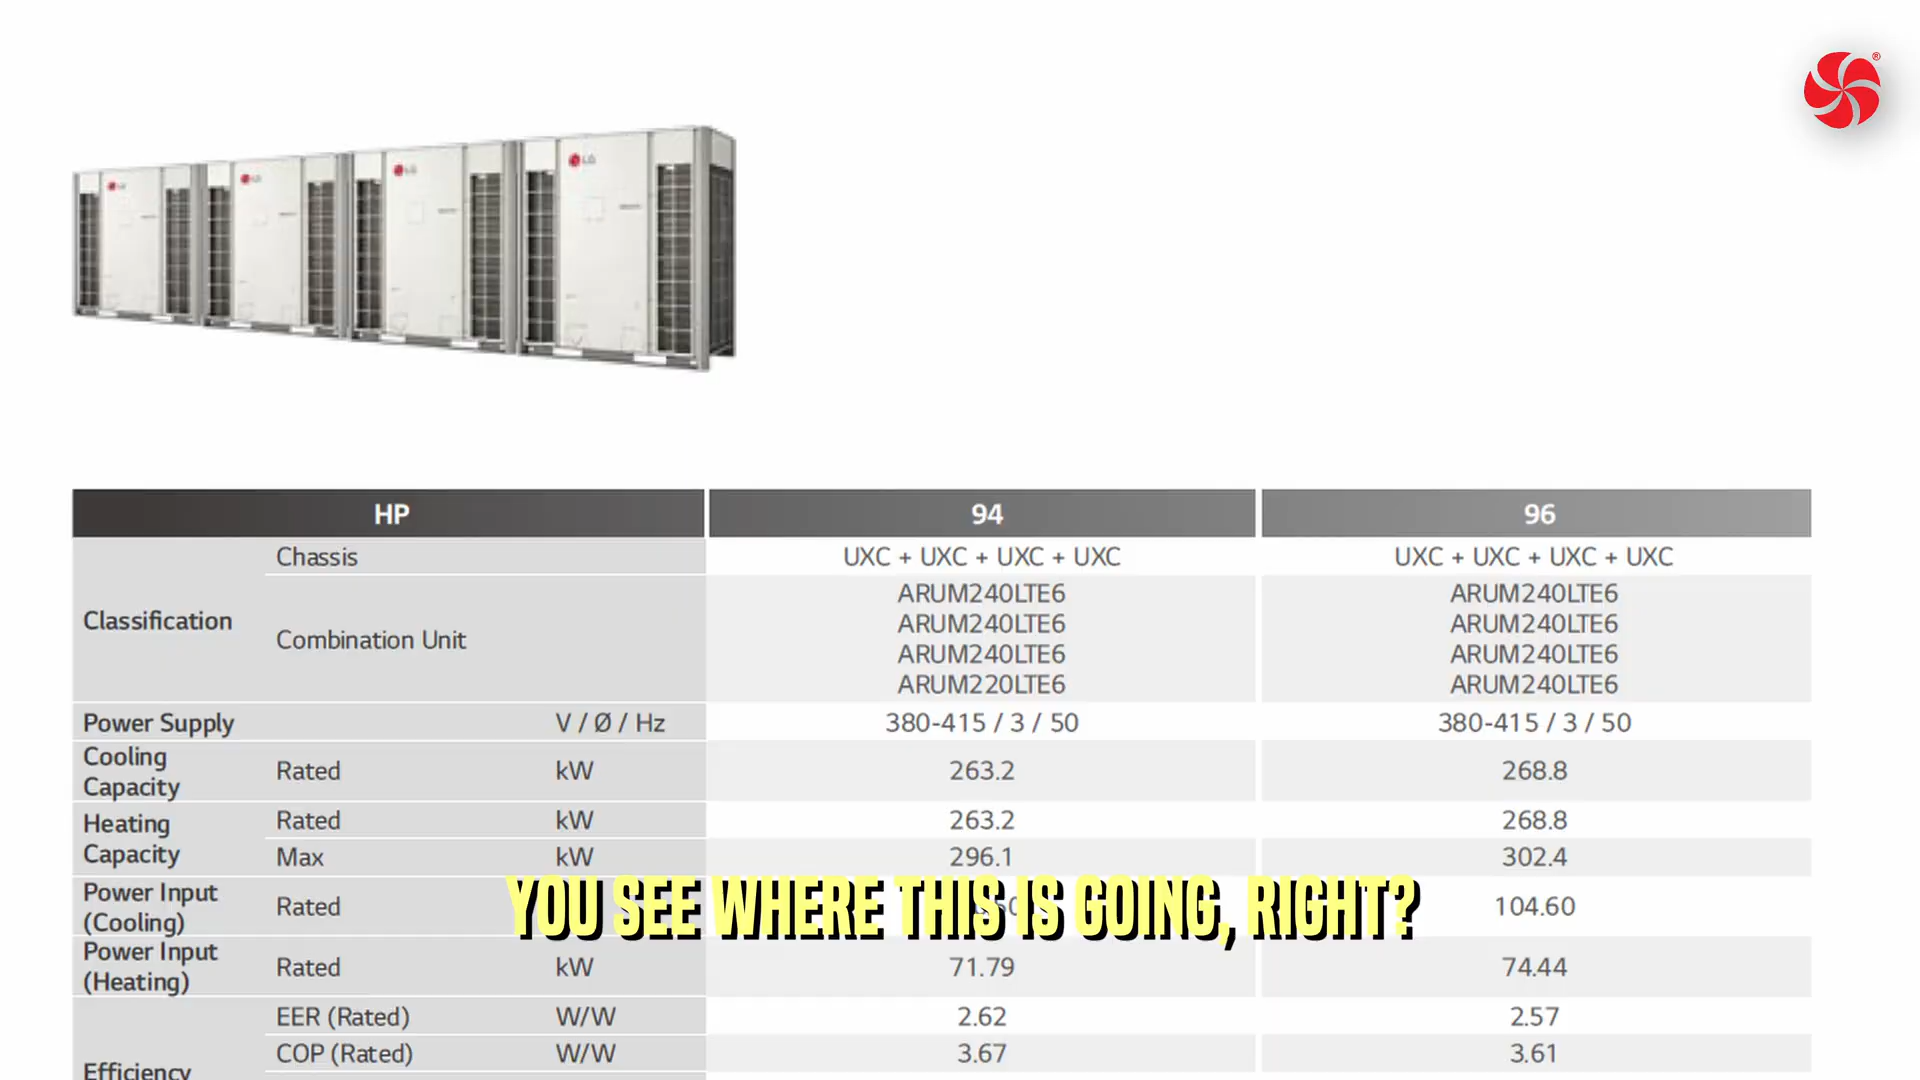 LG
LG
LG
LG
HP 94 96
Chassis UXC + UXC + UXC + UXC UXC + UXC + UXC + UXC
Classification
Combination Unit
ARUM240LTE6 ARUM240LTE6
ARUM240LTE6 ARUM240LTE6
ARUM240LTE6 ARUM240LTE6
ARUM220LTE6 ARUM240LTE6
Power Supply V / Ø / Hz 380-415 / 3 / 50 380-415 / 3 / 50
Cooling
Capacity Rated kW 263.2 268.8
Heating
Capacity
Rated kW 263.2 268.8
Max kW 296.1 302.4
Power Input
(Cooling) Rated 104.60
YOU SEE WHERE THIS IS GOING, RIGHT?
Power Input
(Heating) Rated kW 71.79 74.44
EER (Rated) W/W 2.62 2.57
COP (Rated) W/W 3.67 3.61
Efficiency